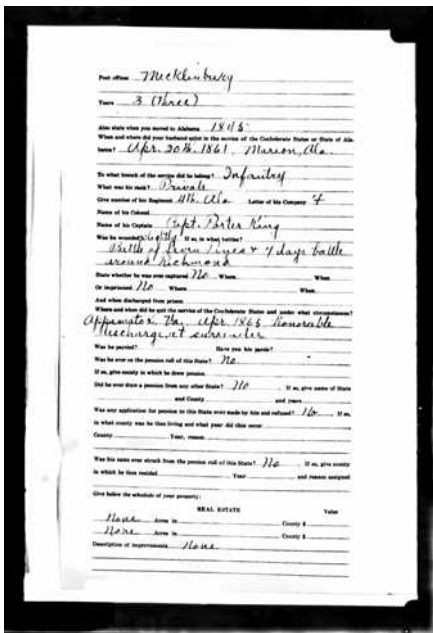 Post office Mecklenburg
Years 3 (three)
Also state when you moved to Alabama 1845
When and where did your husband enlist in the service of the Confederate States or State of Ala-
bama? Apr. 20th. 1861. Marion, Ala.
To what branch of the service did he belong? Infantry
What was his rank? Private
Give number of his Regiment 4th. Ala Letter of his Company
Name of his Colonel
Name of his Captain Capt. Porter King
Was he wounded Slightly If so, in what battles?
Battle of Seven Pines & 7 days battle
around Richmond
State whether he was ever captured No Where When
Or imprisoned No Where When
And when discharged from prison
Where and when did he quit the service of the Confederate States and under what circumstances?
Appomatox, Va. Apr 1865 Honorable
discharge, at surrender
Was he paroled? Have you his parole?
Was he ever on the pension roll of this State? No
If so, give county in which he drew pension
Did he ever draw a pension from any other State? No If so, give name of State
and County and years
Was any application for pension in this State ever made by him and refused? No If so,
in what county was he then living and what year did this occur
County Year, reason
Was his name ever struck from the pension roll of this State? No If so, give county
in which he then resided Year and reason assigned
Give below the schedule of your property:
REAL ESTATE Value
None Acres in County $
None Acres in County $
Description of improvements None